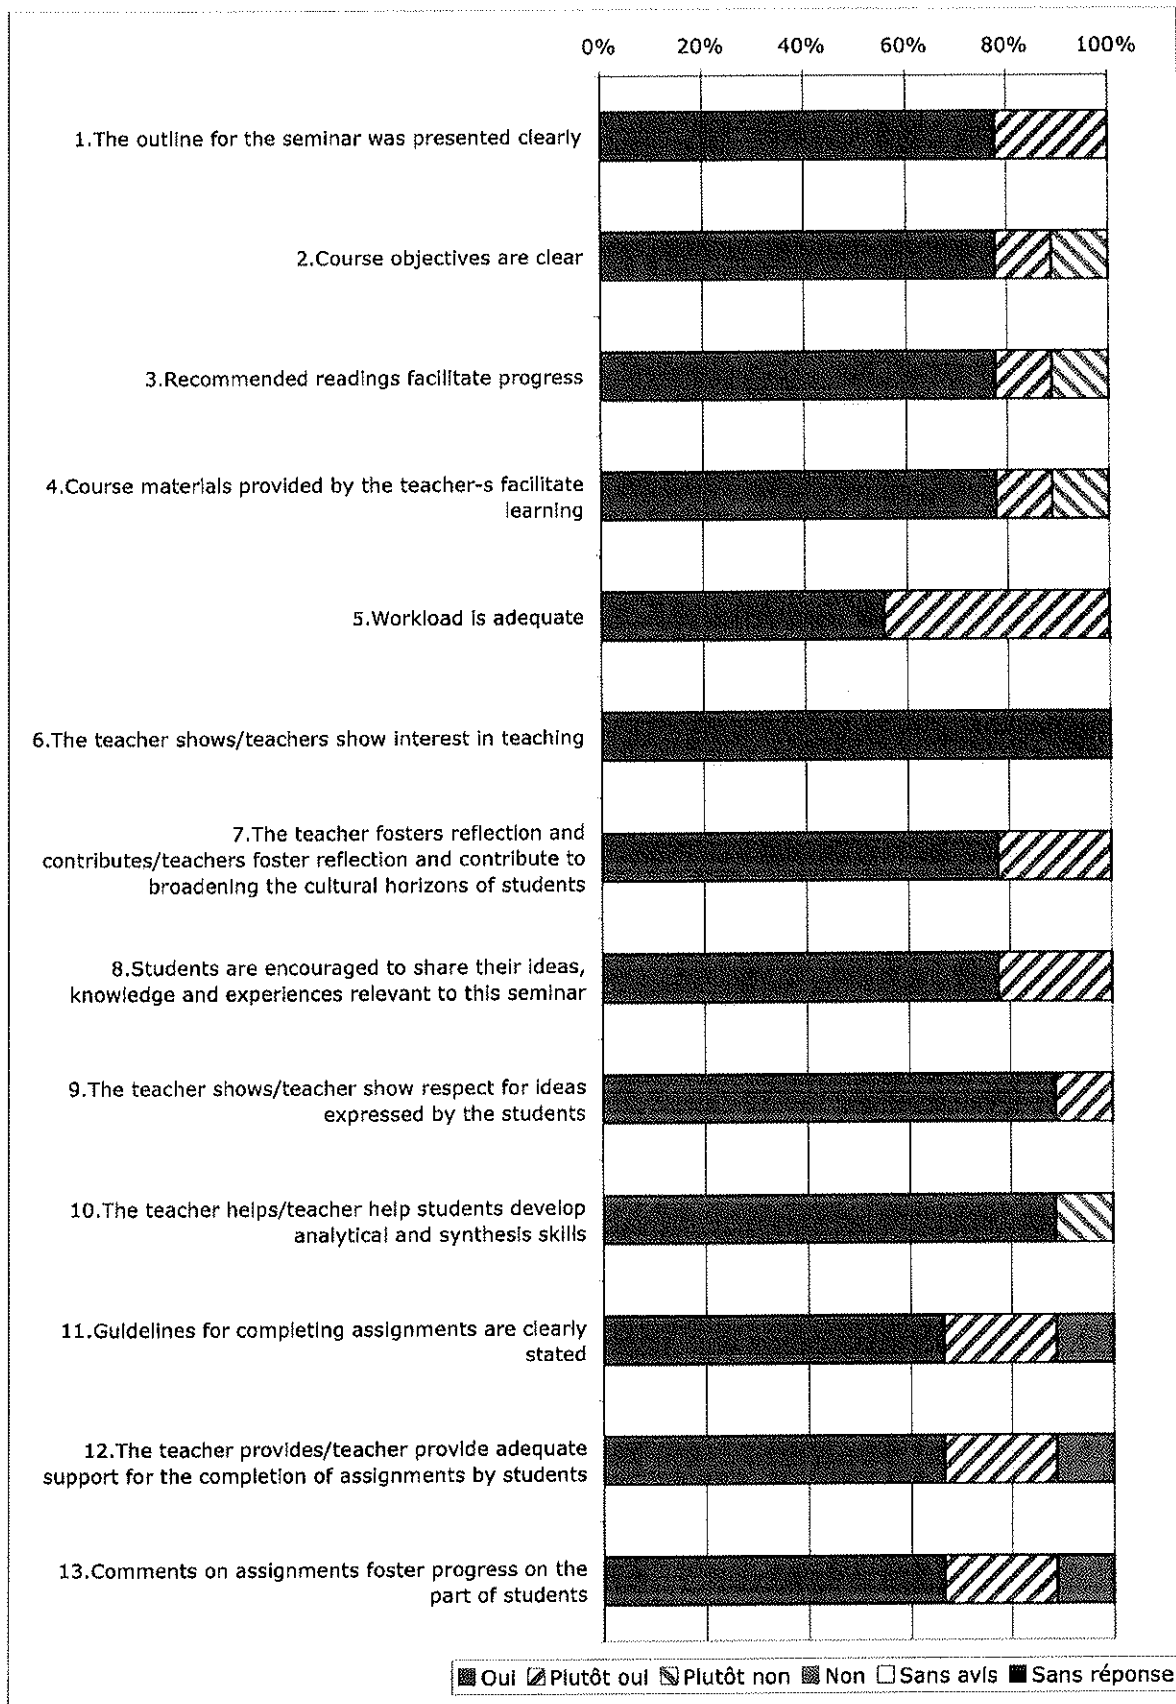 0% 20% 40% 60% 80% 100%
1.The outline for the seminar was presented clearly
2.Course objectives are clear
3.Recommended readings facilitate progress
4.Course materials provided by the teacher-s facilitate
learning
5.Workload is adequate
6.The teacher shows/teachers show interest in teaching
7.The teacher fosters reflection and
contributes/teachers foster reflection and contribute to
broadening the cultural horizons of students
8.Students are encouraged to share their ideas,
knowledge and experiences relevant to this seminar
9.The teacher shows/teacher show respect for ideas
expressed by the students
10.The teacher helps/teacher help students develop
analytical and synthesis skills
11.Guidelines for completing assignments are clearly
stated
12.The teacher provides/teacher provide adequate
support for the completion of assignments by students
13.Comments on assignments foster progress on the
part of students
Oui Plutôt oui Plutôt non Non Sans avis Sans réponse